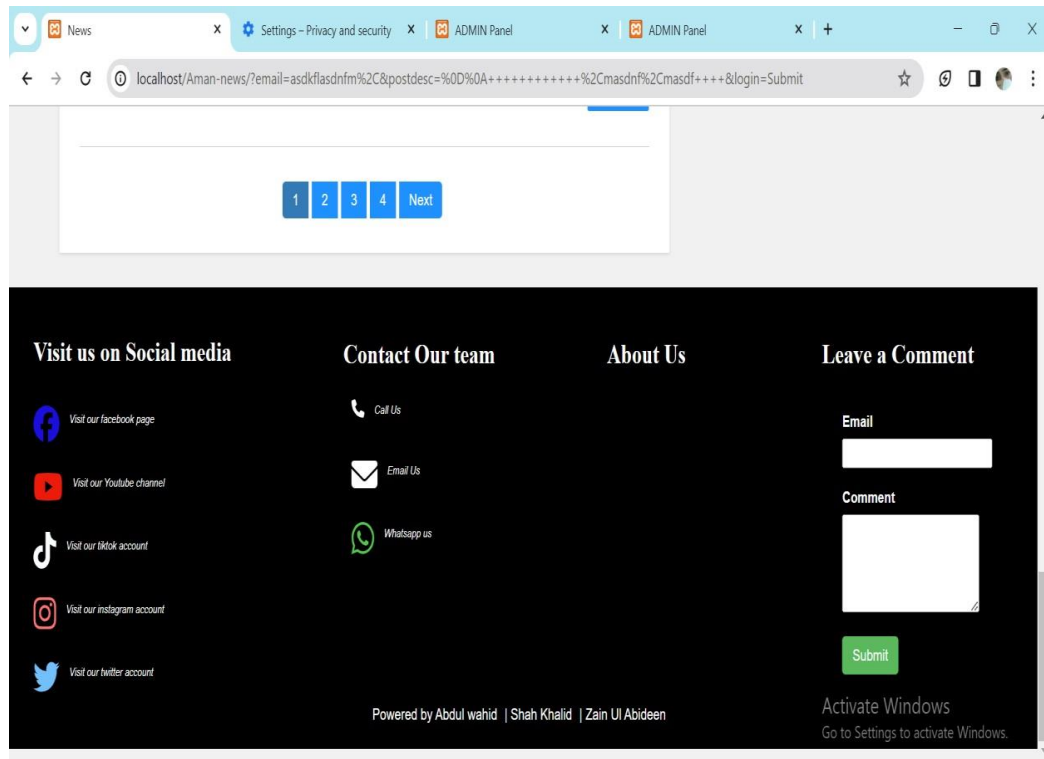 News
Settings – Privacy and security
ADMIN Panel
ADMIN Panel
localhost/Aman-news/?email=asdkflasdnfm%2C&postdesc=%0D%0A++++++++++++%2Cmasdnf%2Cmasdf++++&login=Submit
1 2 3 4 Next
Visit us on Social media
Visit our facebook page
Visit our Youtube channel
Visit our tiktok account
Visit our instagram account
Visit our twitter account
Contact Our team
Call Us
Email Us
Whatsapp us
About Us
Leave a Comment
Email
Comment
Submit
Powered by Abdul wahid | Shah Khalid | Zain Ul Abideen
Activate Windows
Go to Settings to activate Windows.